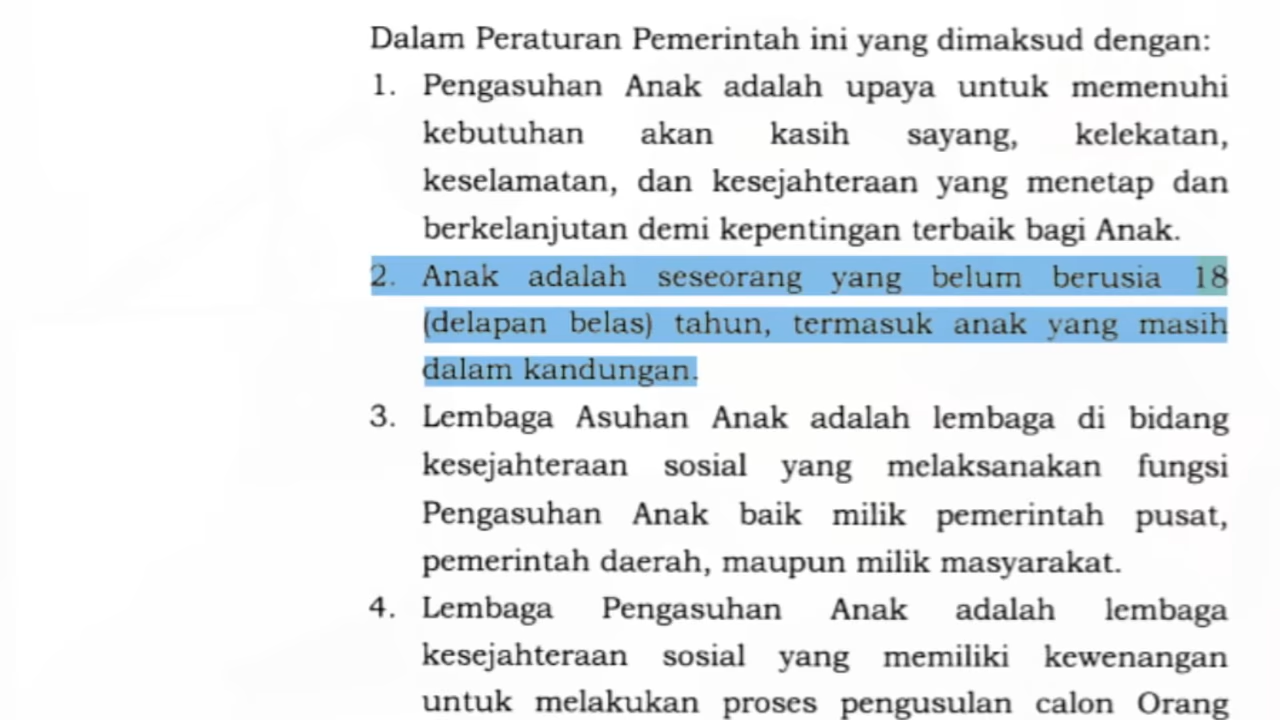 Dalam Peraturan Pemerintah ini yang dimaksud dengan:
1. Pengasuhan Anak adalah upaya untuk memenuhi
kebutuhan akan kasih sayang, kelekatan,
keselamatan, dan kesejahteraan yang menetap dan
berkelanjutan demi kepentingan terbaik bagi Anak.
2. Anak adalah seseorang yang belum berusia 18
(delapan belas) tahun, termasuk anak yang masih
dalam kandungan.
3. Lembaga Asuhan Anak adalah lembaga di bidang
kesejahteraan sosial yang melaksanakan fungsi
Pengasuhan Anak baik milik pemerintah pusat,
pemerintah daerah, maupun milik masyarakat.
4. Lembaga Pengasuhan Anak adalah lembaga
kesejahteraan sosial yang memiliki kewenangan
untuk melakukan proses pengusulan calon Orang